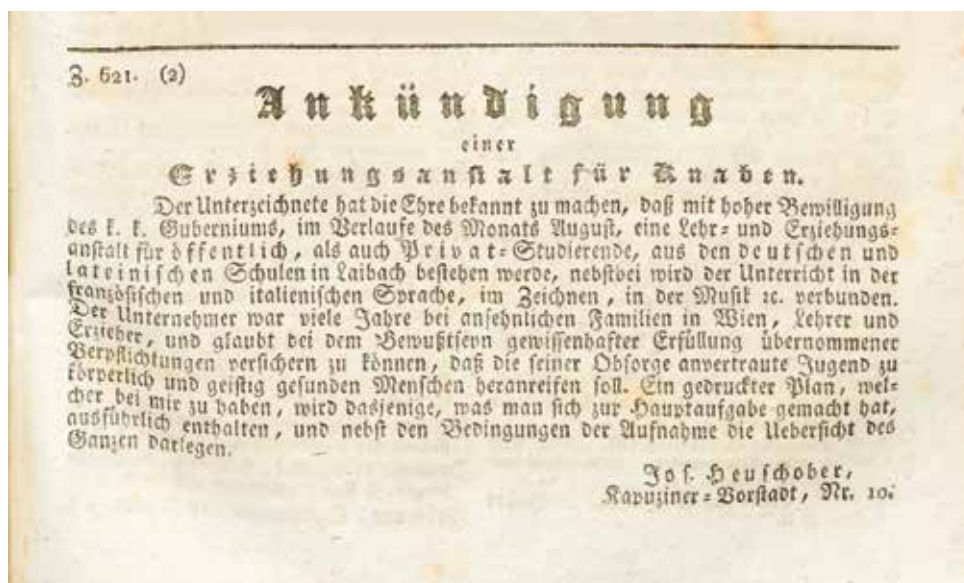 Z. 621. (2)
Ankündigung
einer
Erziehungsanstalt für Knaben.
Der Unterzeichnete hat die Ehre bekannt zu machen, daß mit hoher Bewilligung
des k. k. Guberniums, im Verlaufe des Monats August, eine Lehr- und Erziehungs-
anstalt für öffentlich, als auch Privat-Studierende, aus den deutschen und
lateinischen Schulen in Laibach bestehen werde, nebstbei wird der Unterricht in der
französischen und italienischen Sprache, im Zeichnen, in der Musik ꝛc. verbunden.
Der Unternehmer war viele Jahre bei ansehnlichen Familien in Wien, Lehrer und
Erzieher, und glaubt bei dem Bewußtseyn gewissenhafter Erfüllung übernommener
Verpflichtungen versichern zu können, daß die seiner Obsorge anvertraute Jugend zu
körperlich und geistig gesunden Menschen heranreifen soll. Ein gedruckter Plan, wel-
cher bei mir zu haben, wird dasjenige, was man sich zur Hauptaufgabe gemacht hat,
ausführlich enthalten, und nebst den Bedingungen der Aufnahme die Uebersicht des
Ganzen darlegen.
Jos. Heuschober,
Kapuziner-Vorstadt, Nr. 10.